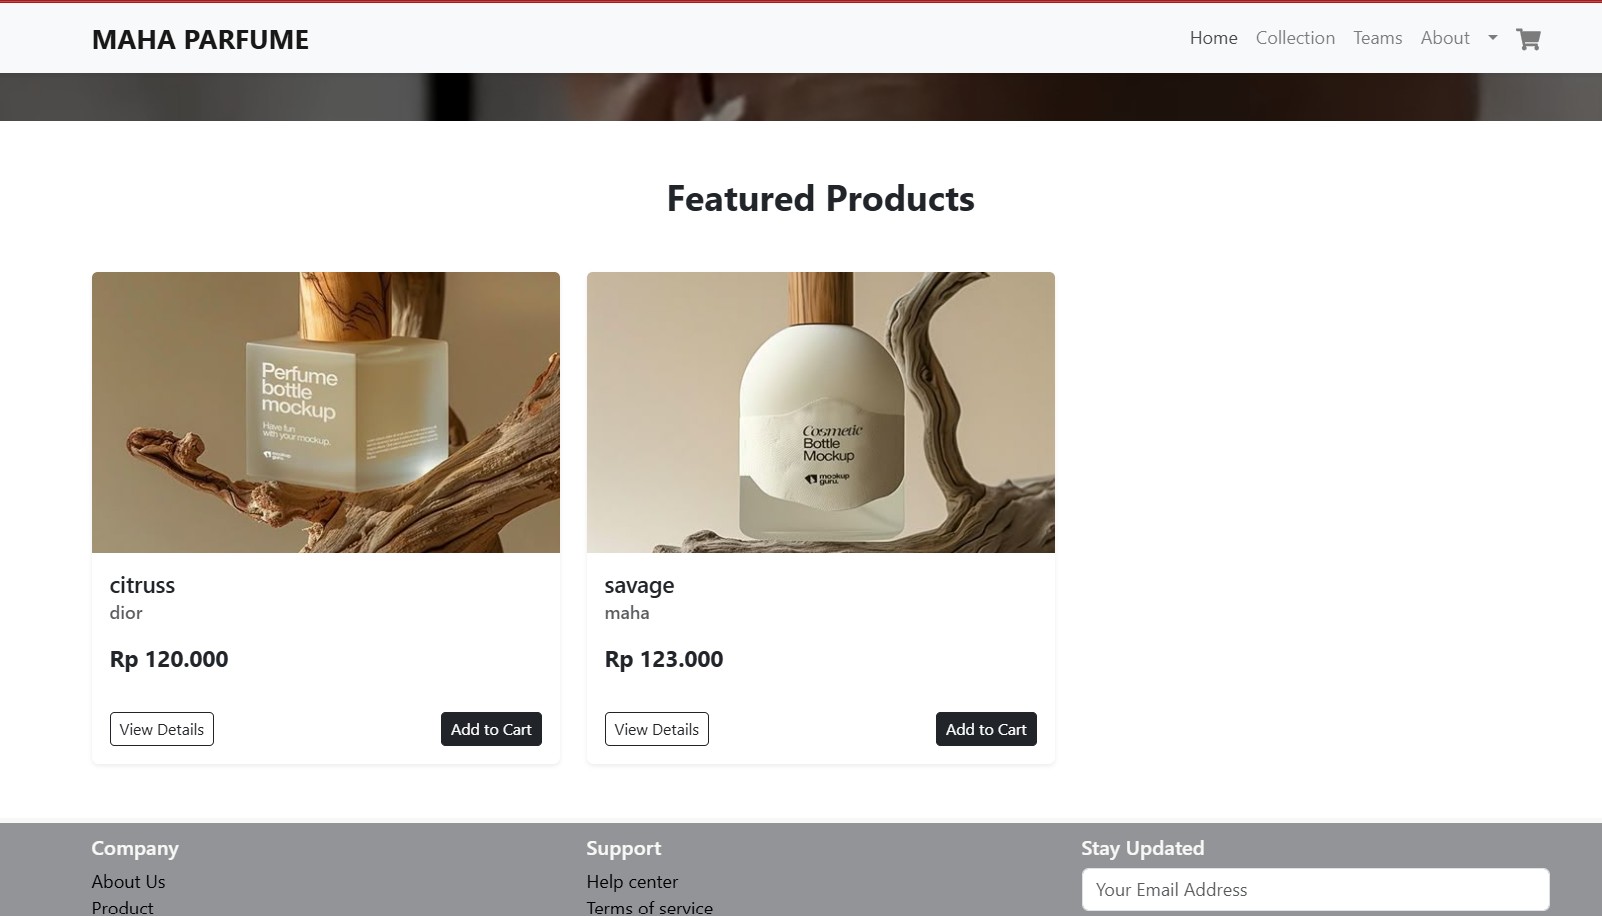 MAHA PARFUME
Home Collection Teams About
Featured Products
Perfume
bottle
mockup
Have fun
with your mockup.
mockup
guru.
Cosmetic
Bottle
Mockup
mockup
guru.
citruss
dior
Rp 120.000
View Details Add to Cart
savage
maha
Rp 123.000
View Details Add to Cart
Company
About Us
Product
Support
Help center
Terms of service
Stay Updated
Your Email Address